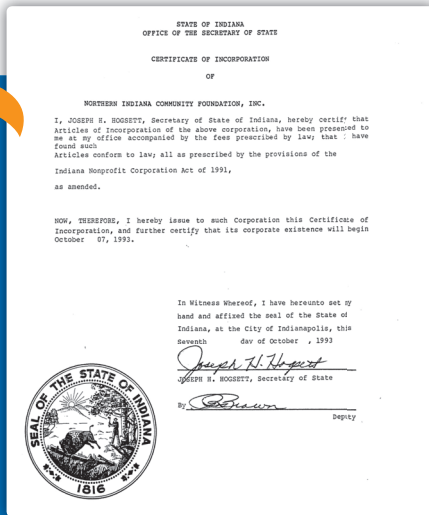 STATE OF INDIANA
OFFICE OF THE SECRETARY OF STATE
CERTIFICATE OF INCORPORATION
OF
NORTHERN INDIANA COMMUNITY FOUNDATION, INC.
I, JOSEPH H. HOGSETT, Secretary of State of Indiana, hereby certify that
Articles of Incorporation of the above corporation, have been presented to
me at my office accompanied by the fees prescribed by law; that I have
found such
Articles conform to law; all as prescribed by the provisions of the
Indiana Nonprofit Corporation Act of 1991,
as amended.
NOW, THEREFORE, I hereby issue to such Corporation this Certificate of
Incorporation, and further certify that its corporate existence will begin
October 07, 1993.
In Witness Whereof, I have hereunto set my
hand and affixed the seal of the State of
Indiana, at the City of Indianapolis, this
Seventh day of October , 1993
Joseph H. Hogsett
JOSEPH H. HOGSETT, Secretary of State
By
Deputy
SEAL OF THE STATE OF INDIANA
1816